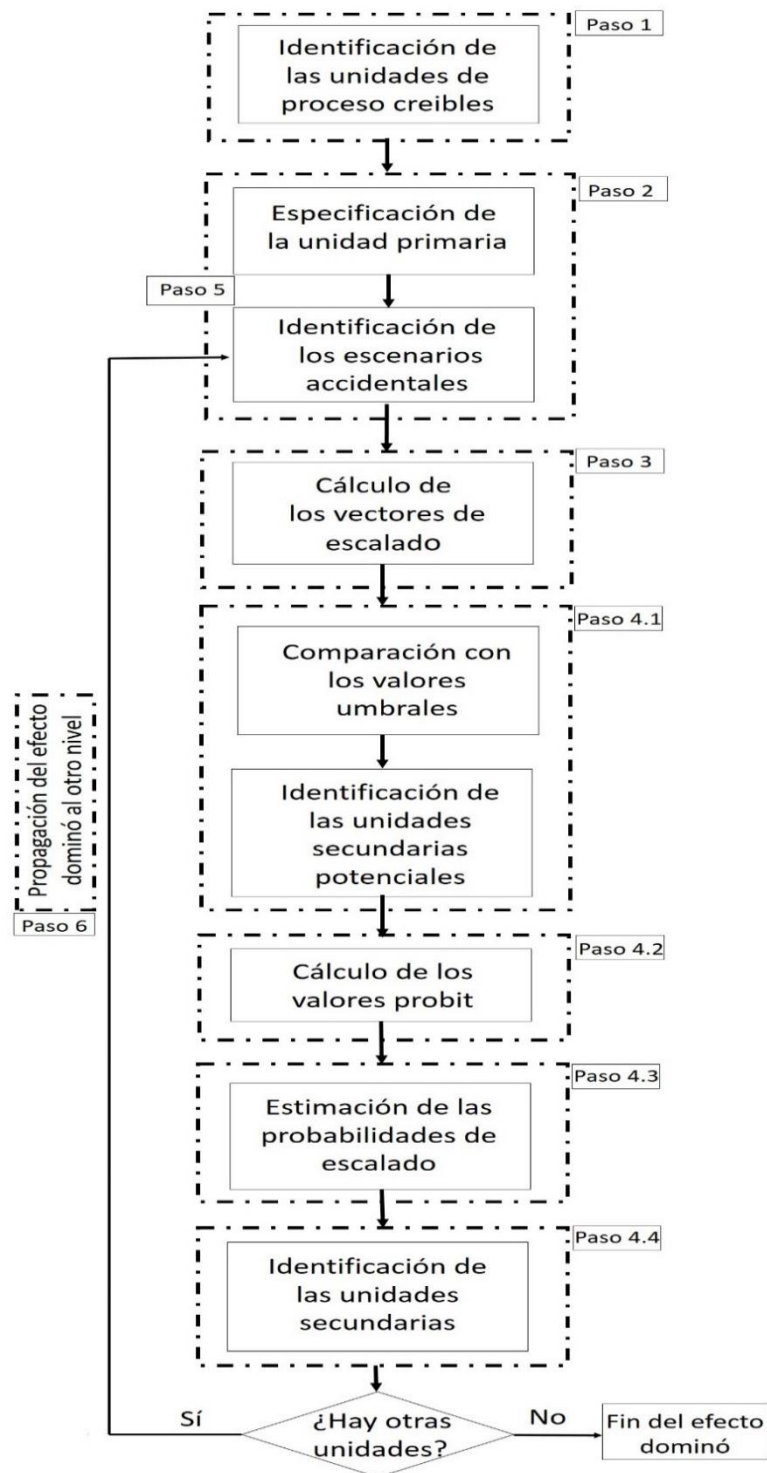 Paso 1
Identificación de
las unidades de
proceso creibles
Paso 2
Especificación de
la unidad primaria
Paso 5
Identificación de
los escenarios
accidentales
Paso 3
Cálculo de
los vectores de
escalado
Paso 4.1
Comparación con
los valores
umbrales
Identificación de
las unidades
secundarias
potenciales
Propagación del efecto
dominó al otro nivel
Paso 6
Paso 4.2
Cálculo de los
valores probit
Paso 4.3
Estimación de las
probabilidades de
escalado
Paso 4.4
Identificación de
las unidades
secundarias
Sí
¿Hay otras
unidades?
No
Fin del efecto
dominó